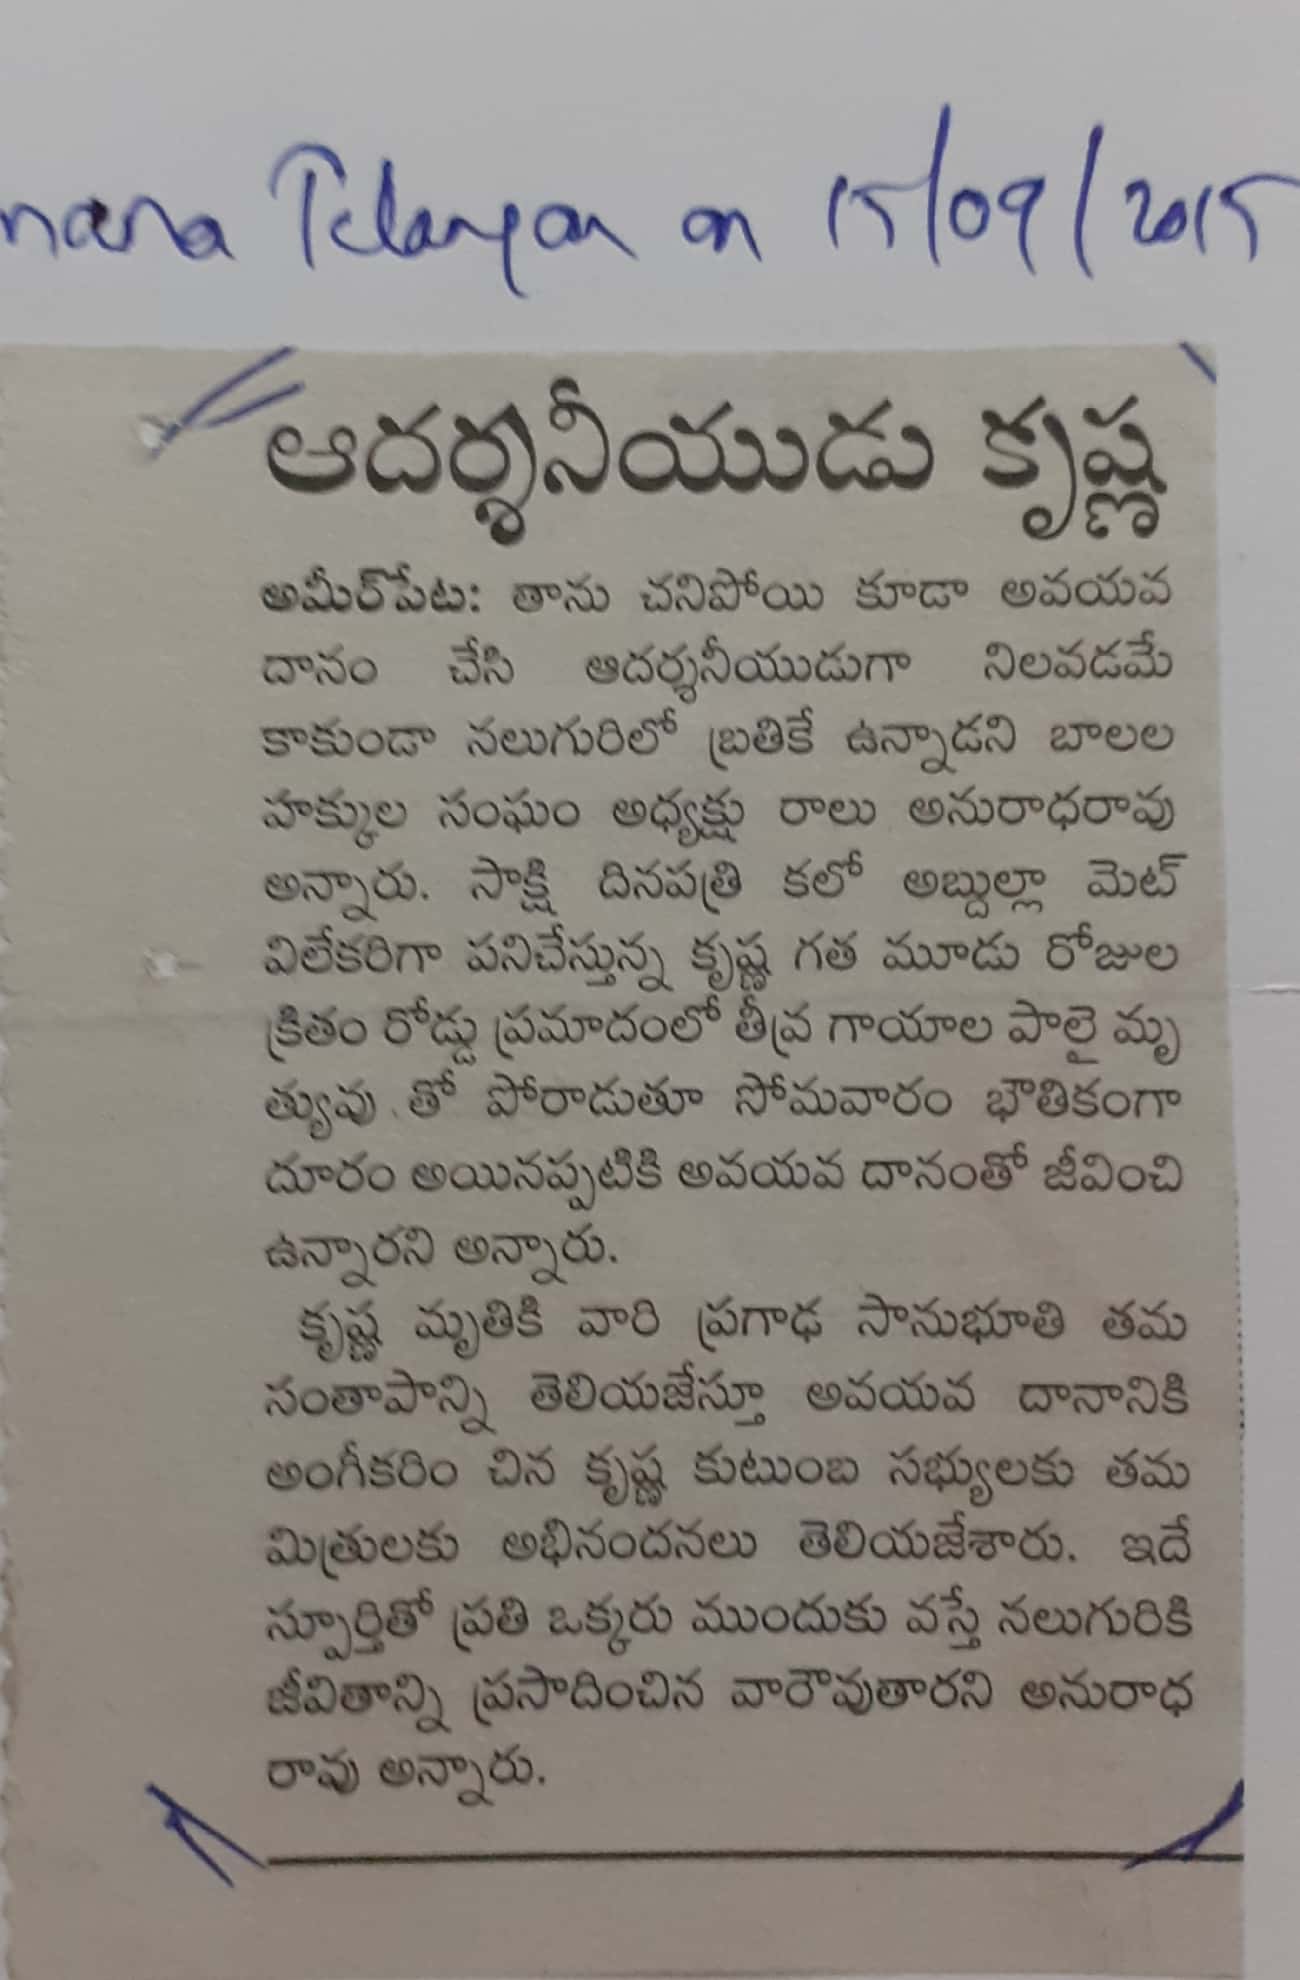 mana Telangana on 15/09/2015
ఆదర్శనీయుడు కృష్ణ
అమీర్‌పేట: తాను చనిపోయి కూడా అవయవ
దానం చేసి ఆదర్శనీయుడుగా నిలవడమే
కాకుండా నలుగురిలో బ్రతికే ఉన్నాడని బాలల
హక్కుల సంఘం అధ్యక్షు రాలు అనురాధరావు
అన్నారు. సాక్షి దినపత్రి కలో అబ్దుల్లా మెట్
విలేకరిగా పనిచేస్తున్న కృష్ణ గత మూడు రోజుల
క్రితం రోడ్డు ప్రమాదంలో తీవ్ర గాయాల పాలై మృ
త్యువు తో పోరాడుతూ సోమవారం భౌతికంగా
దూరం అయినప్పటికి అవయవ దానంతో జీవించి
ఉన్నారని అన్నారు.
కృష్ణ మృతికి వారి ప్రగాఢ సానుభూతి తమ
సంతాపాన్ని తెలియజేస్తూ అవయవ దానానికి
అంగీకరిం చిన కృష్ణ కుటుంబ సభ్యులకు తమ
మిత్రులకు అభినందనలు తెలియజేశారు. ఇదే
స్పూర్తితో ప్రతి ఒక్కరు ముందుకు వస్తే నలుగురికి
జీవితాన్ని ప్రసాదించిన వారౌవుతారని అనురాధ
రావు అన్నారు.